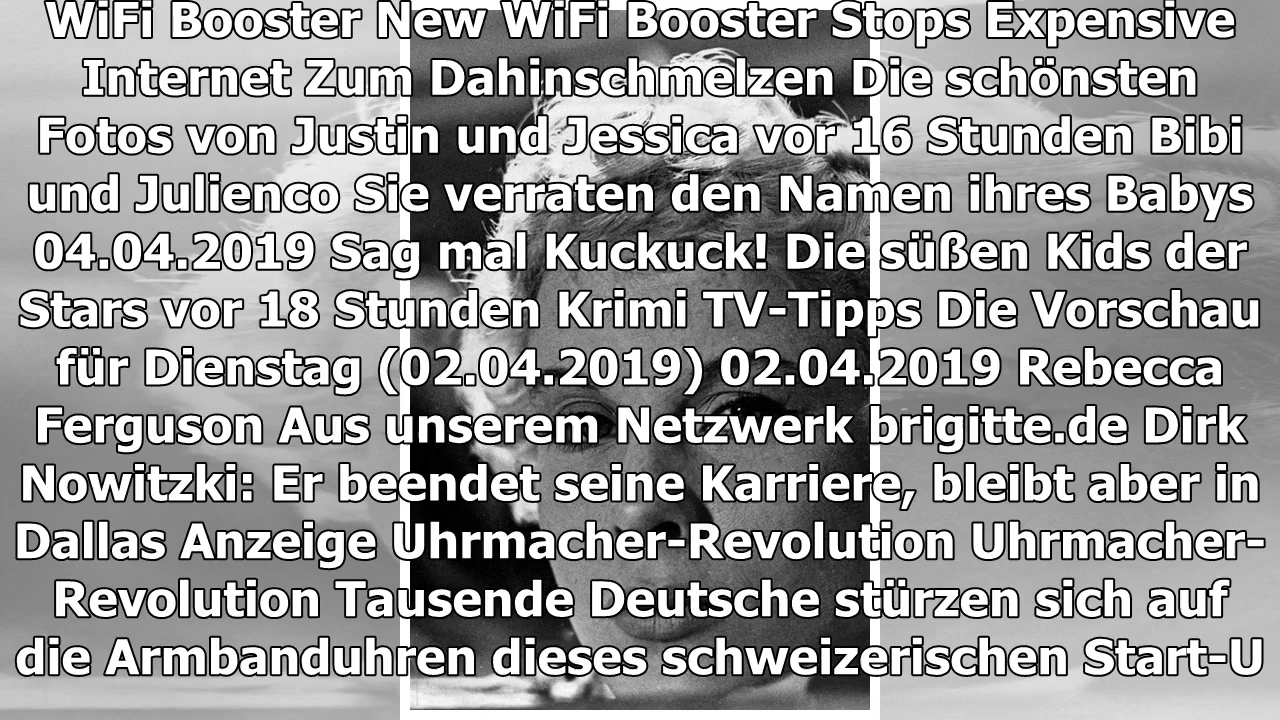 WiFi Booster New WiFi Booster Stops Expensive
Internet Zum Dahinschmelzen Die schönsten
Fotos von Justin und Jessica vor 16 Stunden Bibi
und Julienco Sie verraten den Namen ihres Babys
04.04.2019 Sag mal Kuckuck! Die süßen Kids der
Stars vor 18 Stunden Krimi TV-Tipps Die Vorschau
für Dienstag (02.04.2019) 02.04.2019 Rebecca
Ferguson Aus unserem Netzwerk brigitte.de Dirk
Nowitzki: Er beendet seine Karriere, bleibt aber in
Dallas Anzeige Uhrmacher-Revolution Uhrmacher-
Revolution Tausende Deutsche stürzen sich auf
die Armbanduhren dieses schweizerischen Start-U